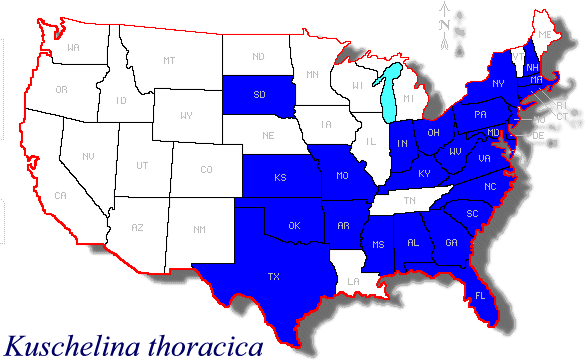 WA
MT
ND
MN
ME
OR
ID
SD
WI
MI
VT
NH
NY
MA
RI
CT
NJ
WY
NE
IA
IL
IN
OH
PA
MD
DE
NV
UT
CO
KS
MO
KY
WV
VA
CA
AZ
NM
OK
AR
TN
NC
SC
TX
LA
MS
AL
GA
FL
N
Kuschelina thoracica